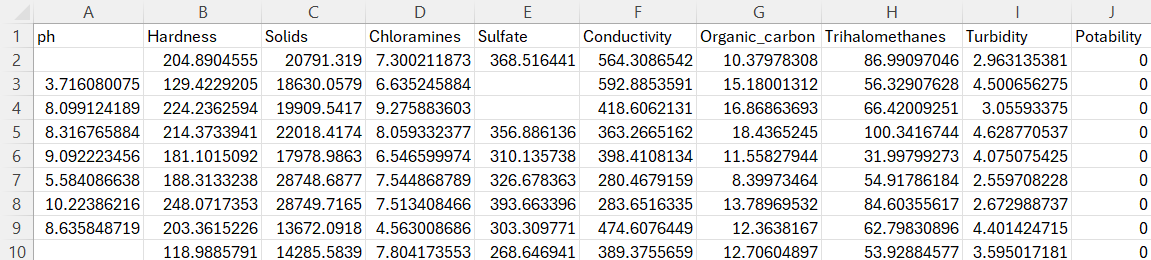 A B C D E F G H I J
1 ph Hardness Solids Chloramines Sulfate Conductivity Organic_carbon Trihalomethanes Turbidity Potability
2 204.8904555 20791.319 7.300211873 368.516441 564.3086542 10.37978308 86.99097046 2.963135381 0
3 3.716080075 129.4229205 18630.0579 6.635245884 592.8853591 15.18001312 56.32907628 4.500656275 0
4 8.099124189 224.2362594 19909.5417 9.275883603 418.6062131 16.86863693 66.42009251 3.05593375 0
5 8.316765884 214.3733941 22018.4174 8.059332377 356.886136 363.2665162 18.4365245 100.3416744 4.628770537 0
6 9.092223456 181.1015092 17978.9863 6.546599974 310.135738 398.4108134 11.55827944 31.99799273 4.075075425 0
7 5.584086638 188.3133238 28748.6877 7.544868789 326.678363 280.4679159 8.39973464 54.91786184 2.559708228 0
8 10.22386216 248.0717353 28749.7165 7.513408466 393.663396 283.6516335 13.78969532 84.60355617 2.672988737 0
9 8.635848719 203.3615226 13672.0918 4.563008686 303.309771 474.6076449 12.3638167 62.79830896 4.401424715 0
10 118.9885791 14285.5839 7.804173553 268.646941 389.3755659 12.70604897 53.92884577 3.595017181 0